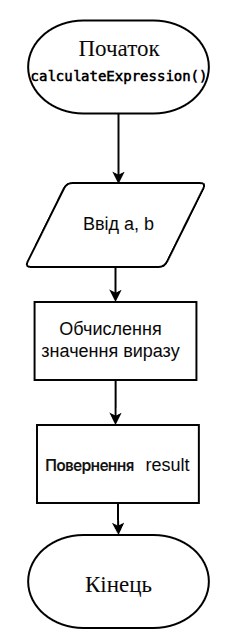 Початок
calculateExpression()
Ввід a, b
Обчислення
значення виразу
Повернення result
Кінець